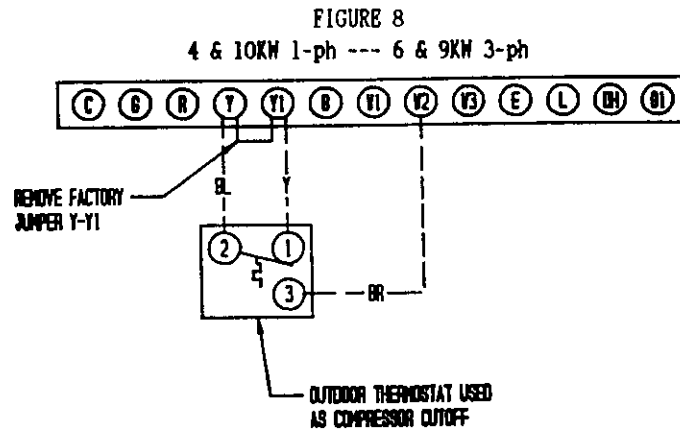 FIGURE 8
4 & 10KW 1-ph --- 6 & 9KW 3-ph
C G R Y Y1 B W1 W2 W3 E L OH 01
REMOVE FACTORY
JUMPER Y-Y1
BL Y
2 1
3 BR
OUTDOOR THERMOSTAT USED
AS COMPRESSOR CUTOFF